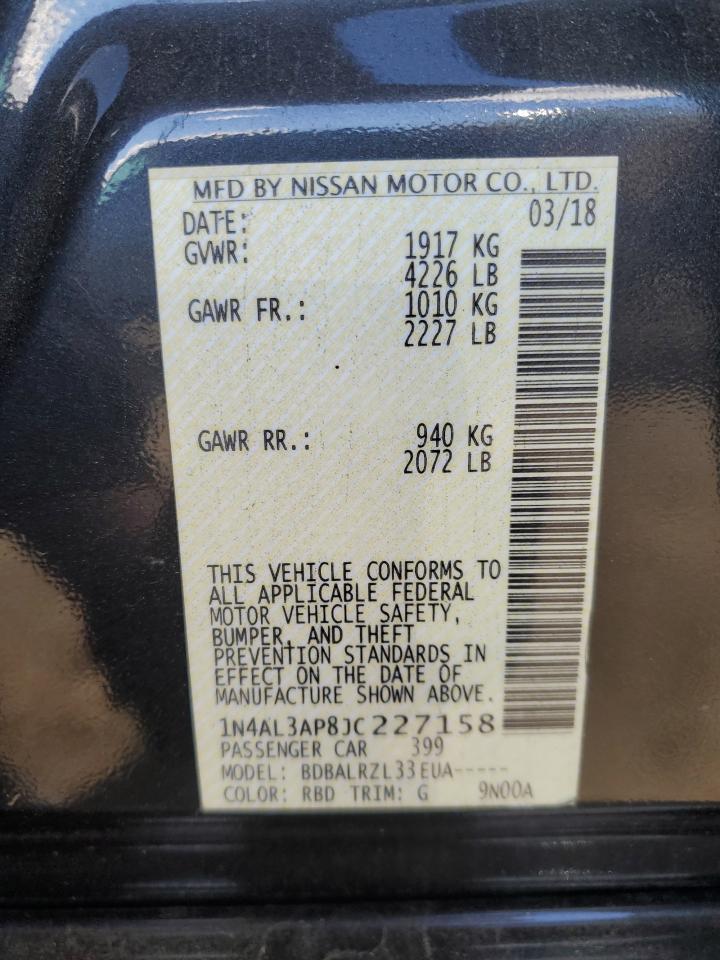 MFD BY NISSAN MOTOR CO., LTD.
DATE: 03/18
GVWR: 1917 KG
4226 LB
GAWR FR.: 1010 KG
2227 LB
GAWR RR.: 940 KG
2072 LB
THIS VEHICLE CONFORMS TO
ALL APPLICABLE FEDERAL
MOTOR VEHICLE SAFETY,
BUMPER, AND THEFT
PREVENTION STANDARDS IN
EFFECT ON THE DATE OF
MANUFACTURE SHOWN ABOVE.
1N4AL3AP8JC227158
PASSENGER CAR 399
MODEL: BDBALRZL33EUA-----
COLOR: RBD TRIM: G 9N00A